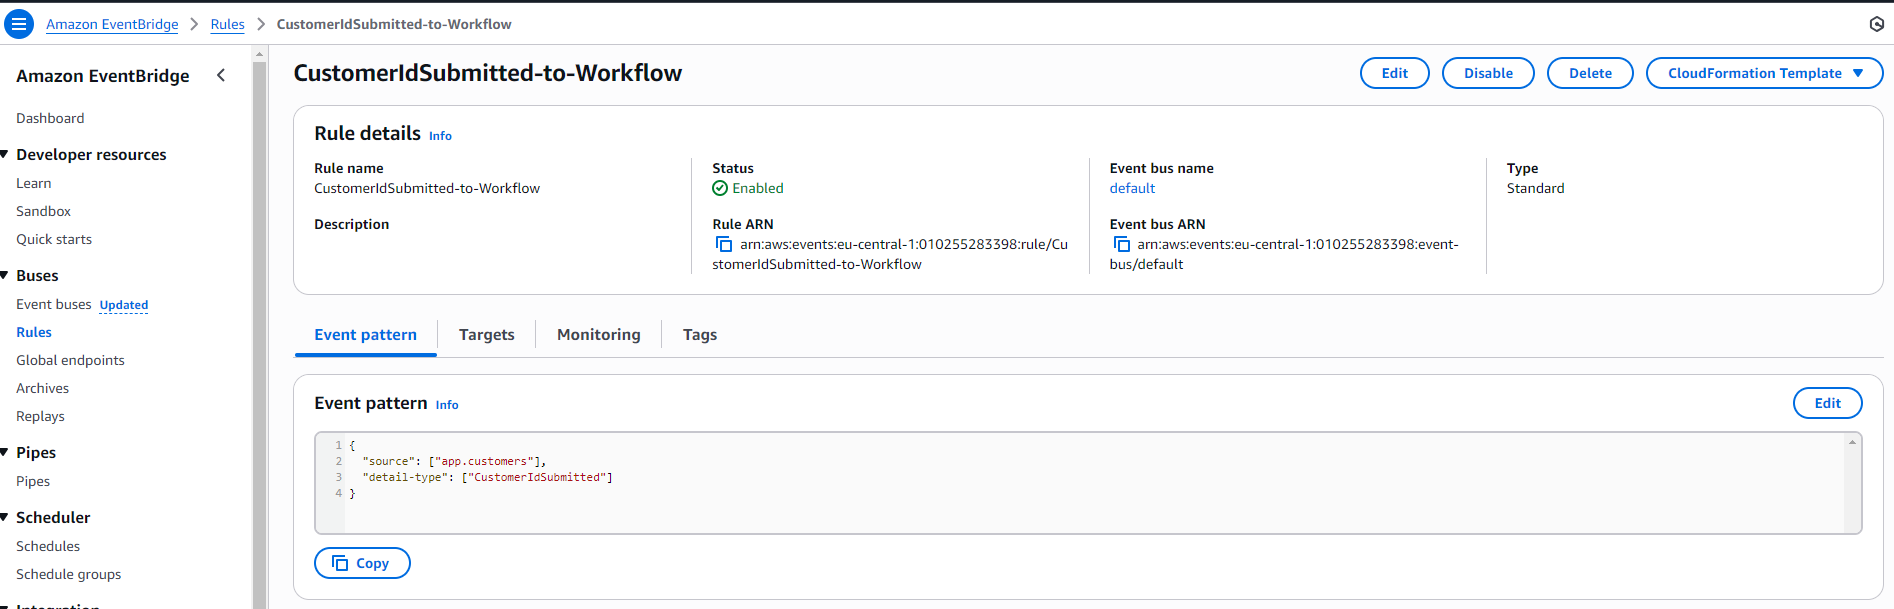 Amazon EventBridge > Rules > CustomerIdSubmitted-to-Workflow
Amazon EventBridge
Dashboard
Developer resources
Learn
Sandbox
Quick starts
Buses
Event buses Updated
Rules
Global endpoints
Archives
Replays
Pipes
Pipes
Scheduler
Schedules
Schedule groups
Integration
CustomerIdSubmitted-to-Workflow
Edit
Disable
Delete
CloudFormation Template
Rule details Info
Rule name
CustomerIdSubmitted-to-Workflow
Description
Status
Enabled
Rule ARN
arn:aws:events:eu-central-1:010255283398:rule/Cu
stomerIdSubmitted-to-Workflow
Event bus name
default
Event bus ARN
arn:aws:events:eu-central-1:010255283398:event-
bus/default
Type
Standard
Event pattern
Targets
Monitoring
Tags
Event pattern Info
Edit
1 {
2 "source": ["app.customers"],
3 "detail-type": ["CustomerIdSubmitted"]
4 }
Copy